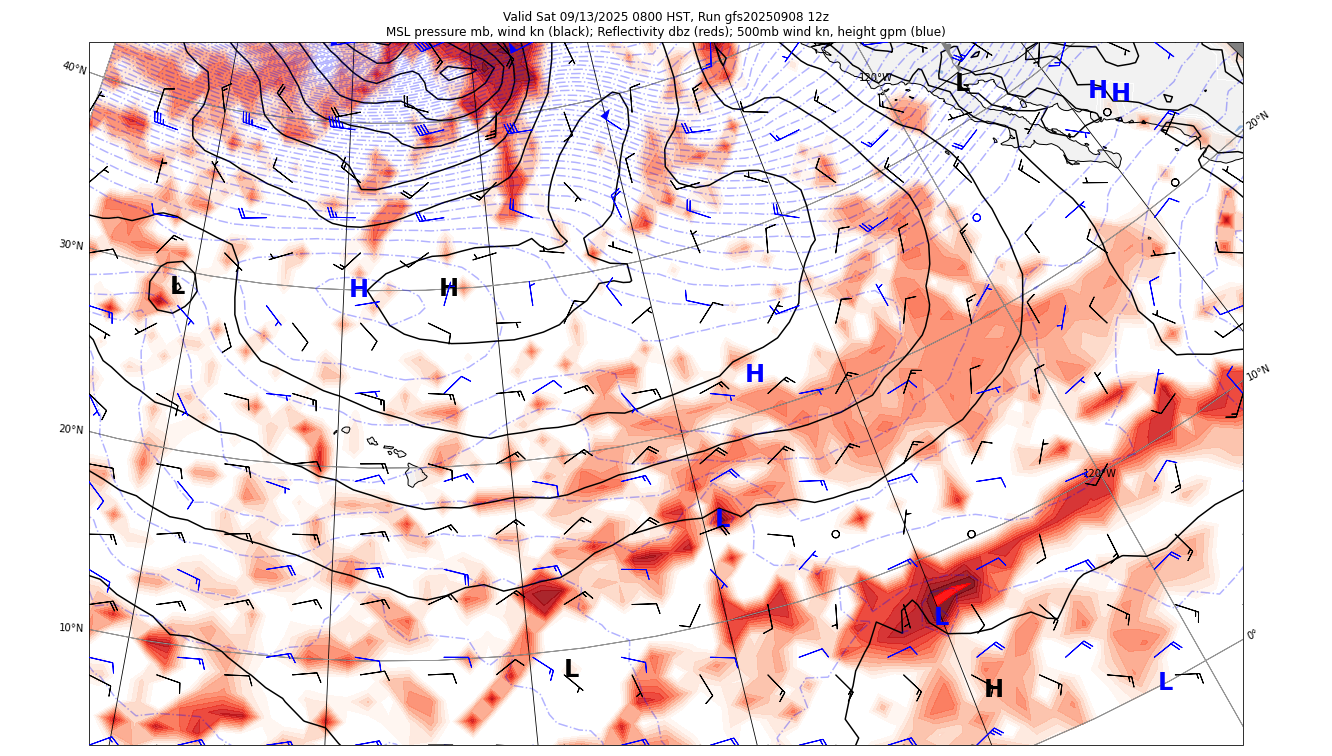 Valid Sat 09/13/2025 0800 HST, Run gfs20250908 12z
MSL pressure mb, wind kn (black); Reflectivity dbz (reds); 500mb wind kn, height gpm (blue)
40°N
120°W
L
H H
20°N
30°N
L
H
H
H
10°N
20°N
120°W
L
10°N
L
0°
L
H
L